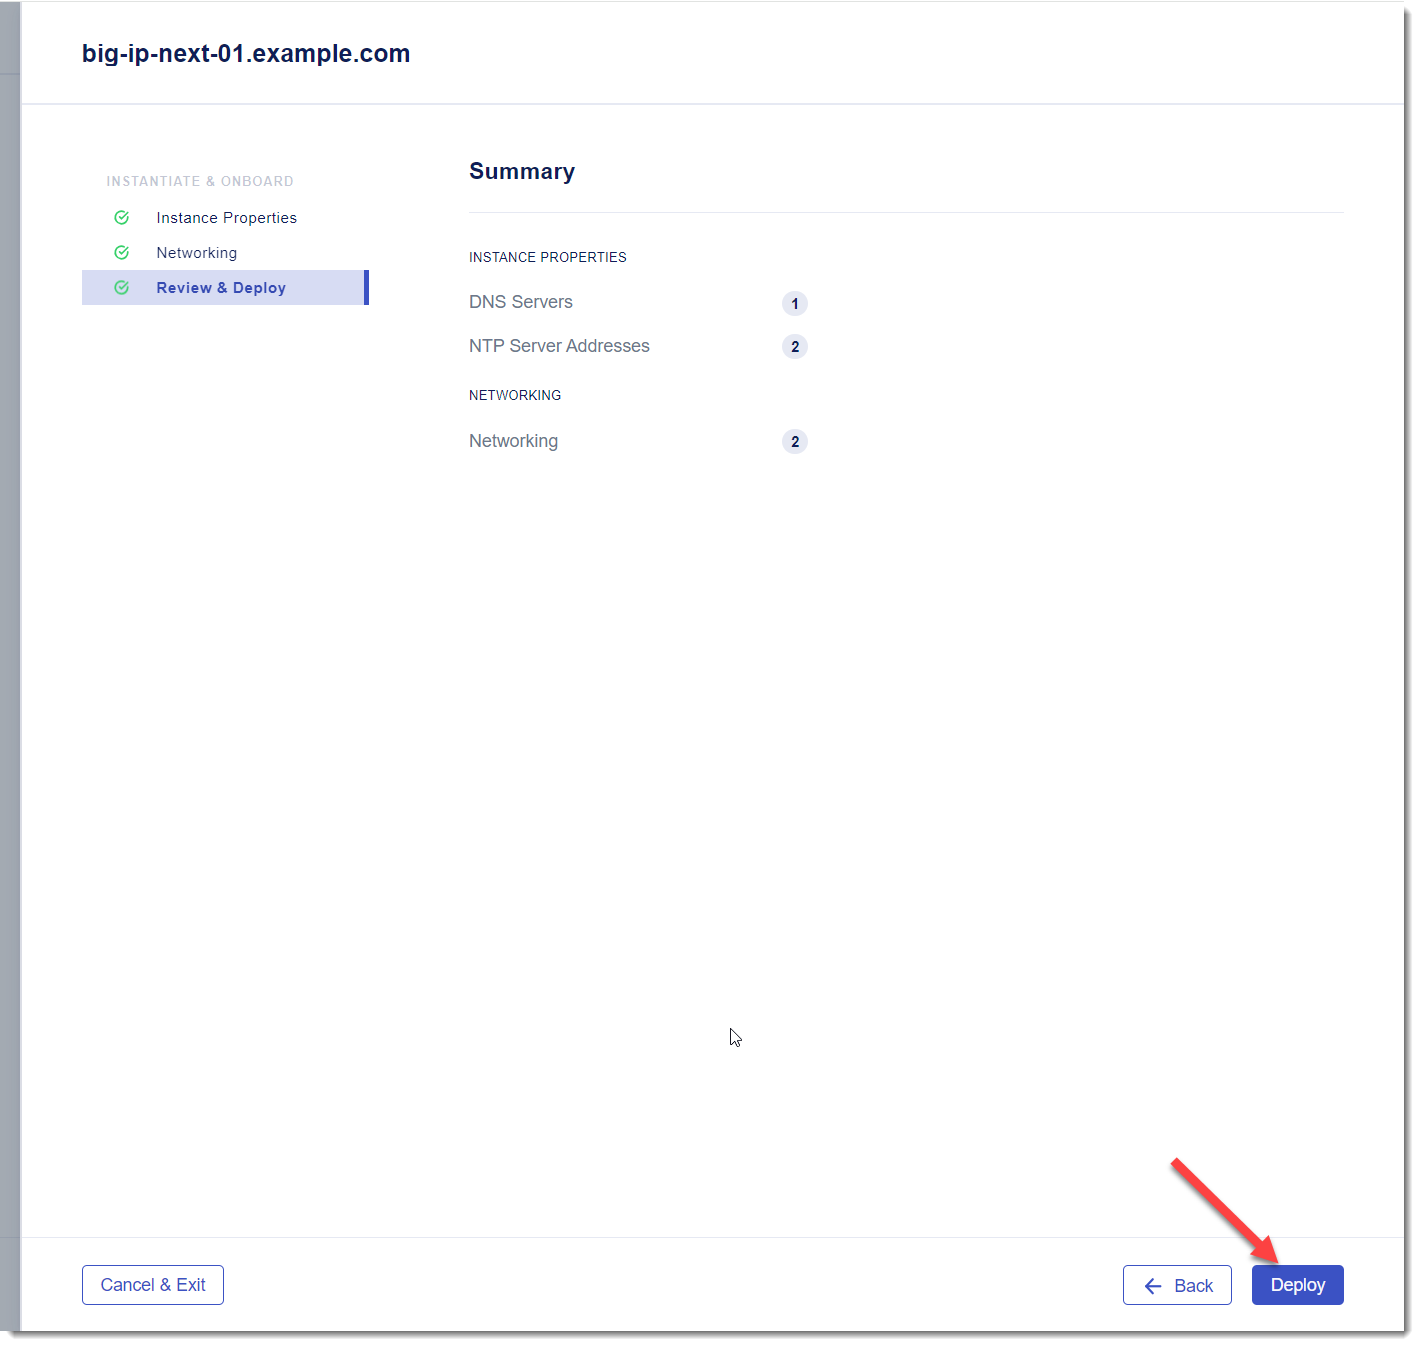 big-ip-next-01.example.com
INSTANTIATE & ONBOARD
Instance Properties
Networking
Review & Deploy
Summary
INSTANCE PROPERTIES
DNS Servers 1
NTP Server Addresses 2
NETWORKING
Networking 2
Cancel & Exit
Back
Deploy